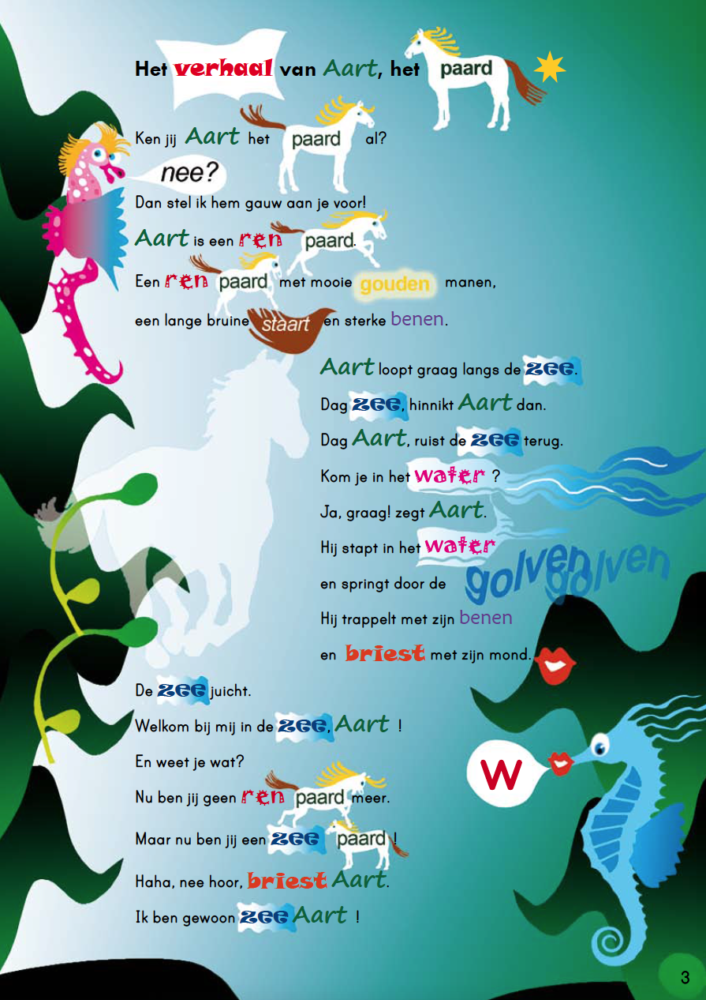 Het verhaal van Aart, het paard
Ken jij Aart het paard al?
nee?
Dan stel ik hem gauw aan je voor!
Aart is een ren paard.
Een ren paard met mooie gouden manen,
een lange bruine staart en sterke benen.
Aart loopt graag langs de zee.
Dag zee, hinnikt Aart dan.
Dag Aart, ruist de zee terug.
Kom je in het water ?
Ja, graag! zegt Aart.
Hij stapt in het water
en springt door de golven golven
Hij trappelt met zijn benen
en briest met zijn mond.
De zee juicht.
Welkom bij mij in de zee, Aart !
En weet je wat?
W
Nu ben jij geen ren paard meer.
Maar nu ben jij een zee paard !
Haha, nee hoor, briest Aart.
Ik ben gewoon zee Aart !
3